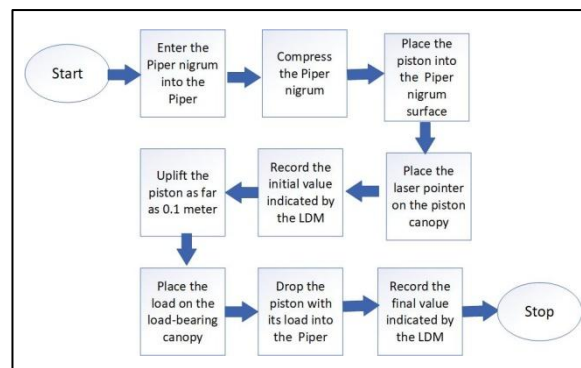 Start
Enter the
Piper nigrum
into the
Piper
Compress
the Piper
nigrum
Place the
piston into
the Piper
nigrum
surface
Place the
laser pointer
on the piston
canopy
Record the
initial value
indicated by
the LDM
Uplift the
piston as far
as 0.1 meter
Place the
load on the
load-bearing
canopy
Drop the
piston with
its load into
the Piper
Record the
final value
indicated by
the LDM
Stop